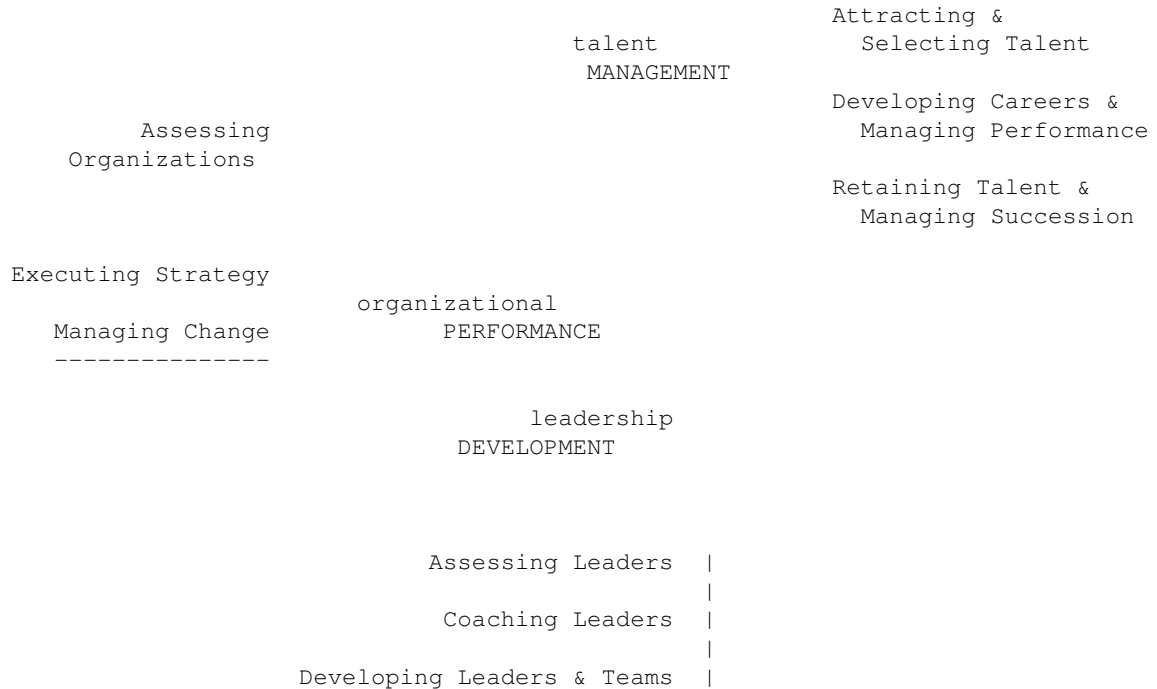 Attracting &
Selecting Talent
talent
MANAGEMENT
Developing Careers &
Managing Performance
Assessing
Organizations
Retaining Talent &
Managing Succession
Executing Strategy
organizational
PERFORMANCE
Managing Change
leadership
DEVELOPMENT
Assessing Leaders
Coaching Leaders
Developing Leaders & Teams